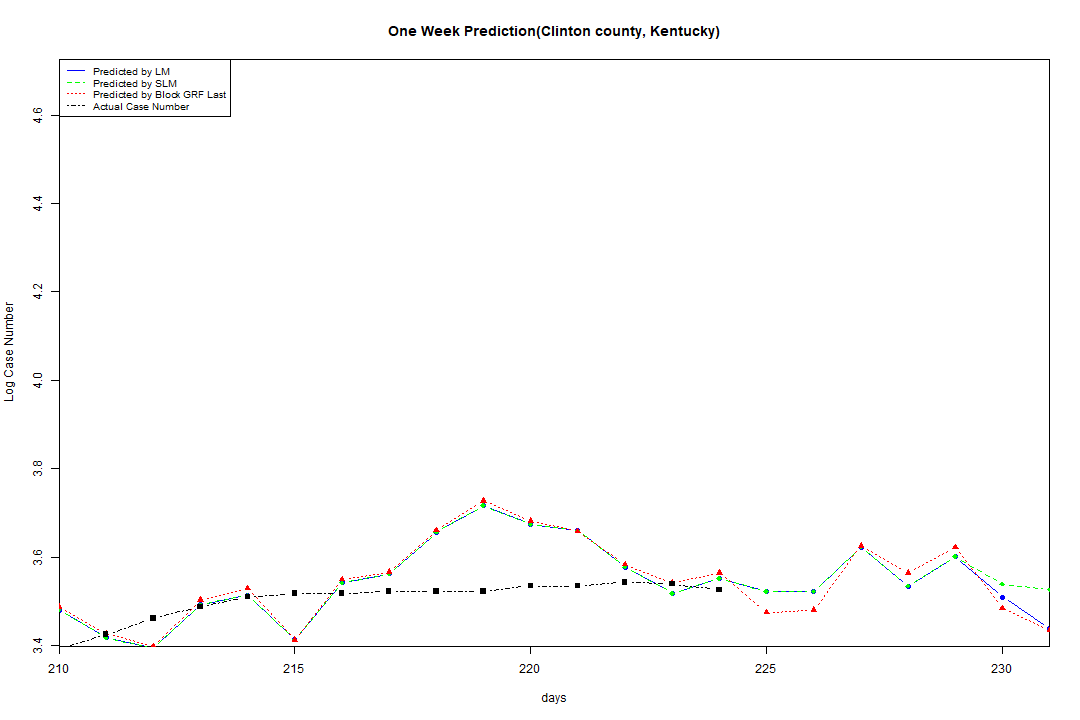 One Week Prediction(Clinton county, Kentucky)
Predicted by LM
Predicted by SLM
Predicted by Block GRF Last
Actual Case Number
4.6
4.4
4.2
4.0
3.8
3.6
3.4
Log Case Number
210 215 220 225 230
days